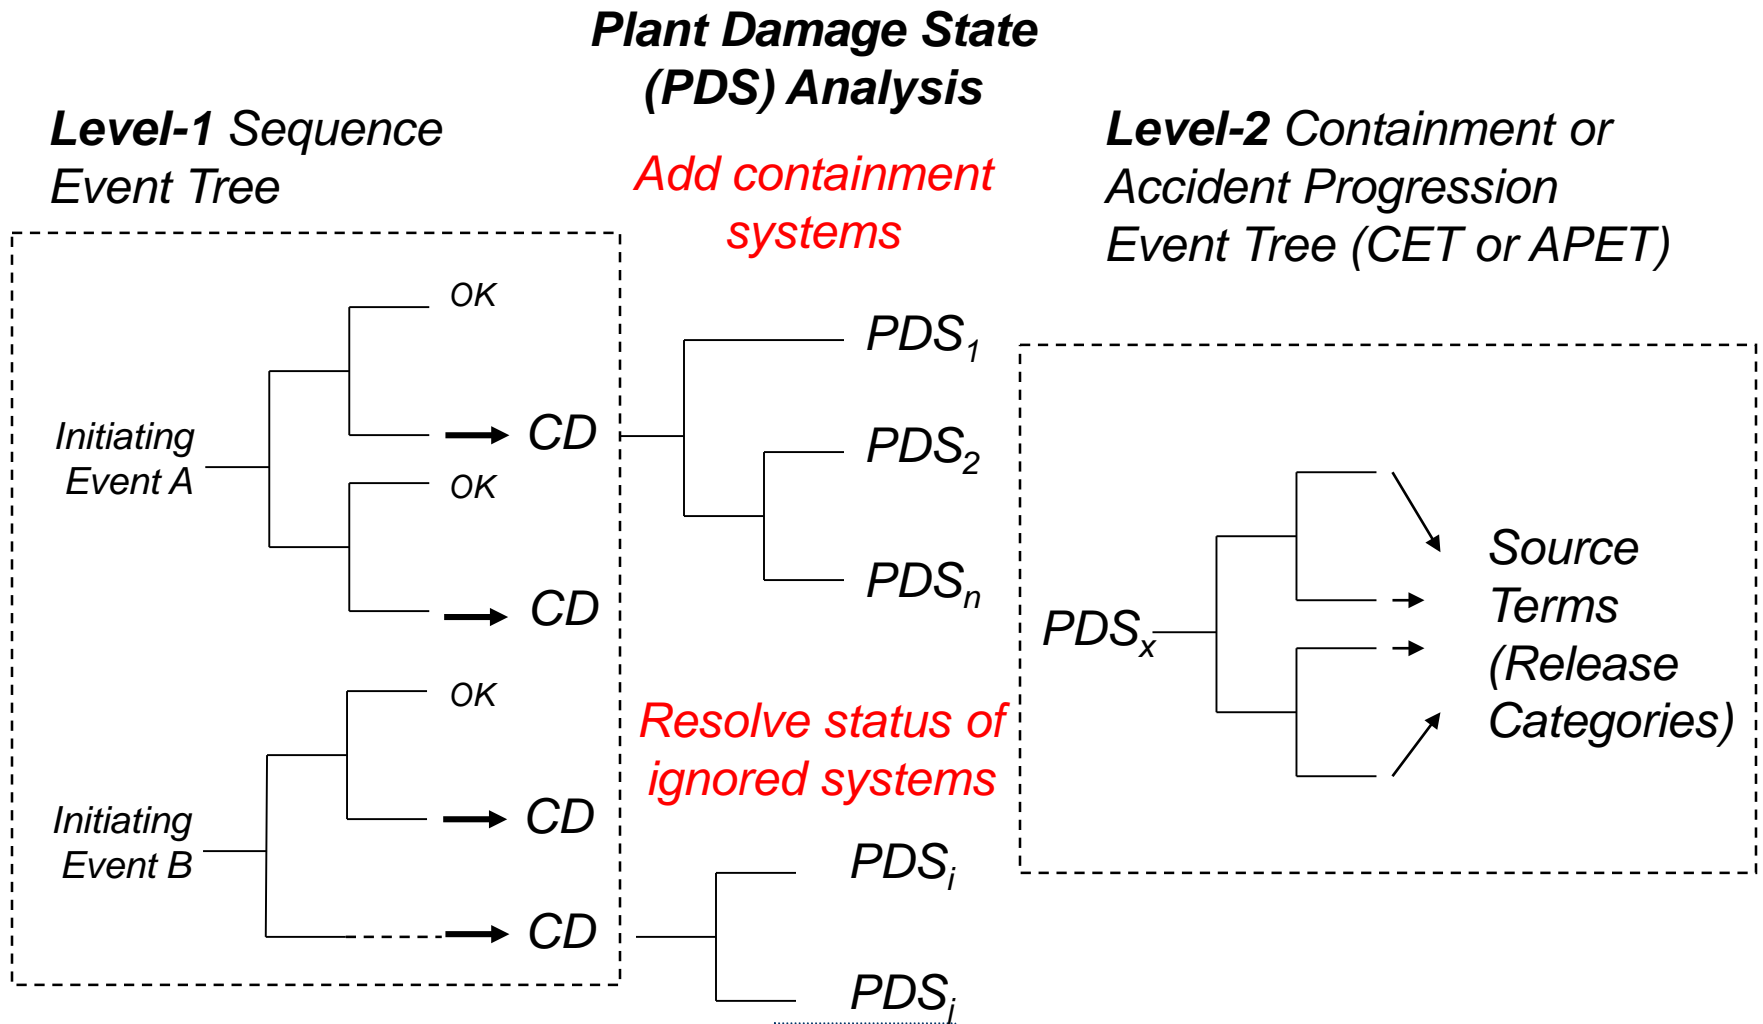 Plant Damage State
(PDS) Analysis
Level-1 Sequence
Event Tree
Add containment
systems
Level-2 Containment or
Accident Progression
Event Tree (CET or APET)
OK
Initiating
Event A
CD
OK
CD
PDS1
PDS2
PDSn
OK
Initiating
Event B
CD
CD
Resolve status of
ignored systems
PDSi
PDSj
PDSx
Source
Terms
(Release
Categories)